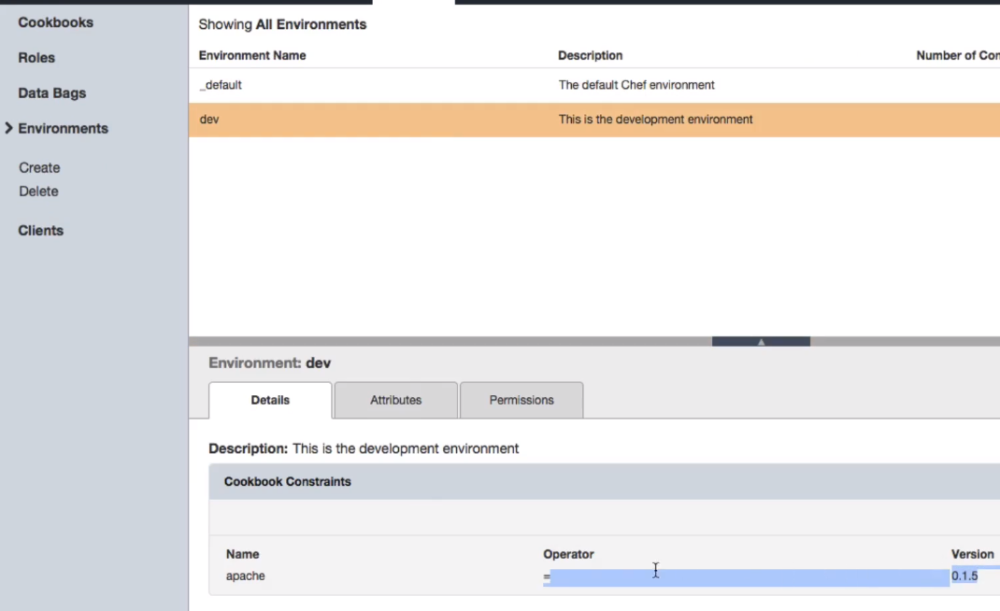 Cookbooks
Roles
Data Bags
Environments
Create
Delete
Clients
Showing All Environments
Environment Name Description Number of Con
_default The default Chef environment
dev This is the development environment
Environment: dev
Details Attributes Permissions
Description: This is the development environment
Cookbook Constraints
Name Operator Version
apache = 0.1.5